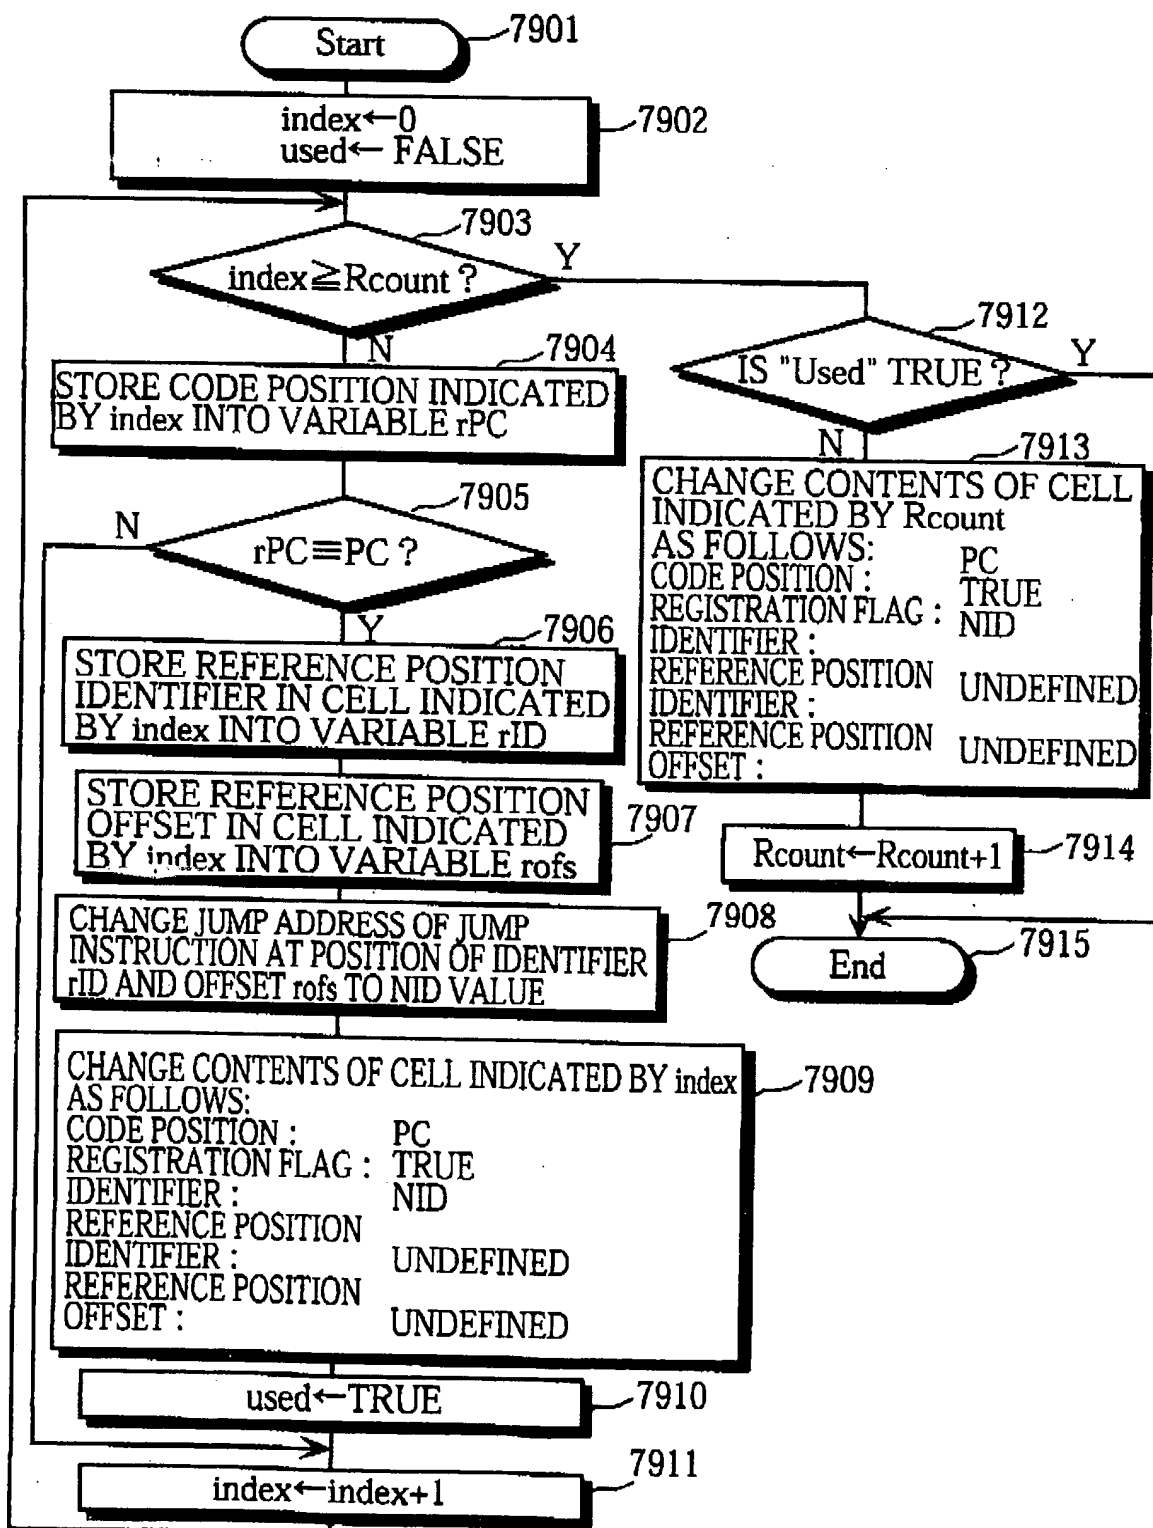 Start
7901
index←0
used← FALSE
7902
7903
index≧Rcount ?
Y
N
7904
STORE CODE POSITION INDICATED
BY index INTO VARIABLE rPC
7905
N
rPC≡PC ?
Y
7906
STORE REFERENCE POSITION
IDENTIFIER IN CELL INDICATED
BY index INTO VARIABLE rID
STORE REFERENCE POSITION
OFFSET IN CELL INDICATED
BY index INTO VARIABLE rofs
7907
CHANGE JUMP ADDRESS OF JUMP
INSTRUCTION AT POSITION OF IDENTIFIER
rID AND OFFSET rofs TO NID VALUE
7908
CHANGE CONTENTS OF CELL INDICATED BY index
AS FOLLOWS:
CODE POSITION : PC
REGISTRATION FLAG : TRUE
IDENTIFIER : NID
REFERENCE POSITION
IDENTIFIER : UNDEFINED
REFERENCE POSITION
OFFSET : UNDEFINED
7909
used←TRUE
7910
7911
index←index+1
7912
IS "Used" TRUE ?
Y
N
7913
CHANGE CONTENTS OF CELL
INDICATED BY Rcount
AS FOLLOWS:
CODE POSITION : PC
REGISTRATION FLAG : TRUE
IDENTIFIER : NID
REFERENCE POSITION
IDENTIFIER : UNDEFINED
REFERENCE POSITION
OFFSET : UNDEFINED
Rcount←Rcount+1
7914
End
7915